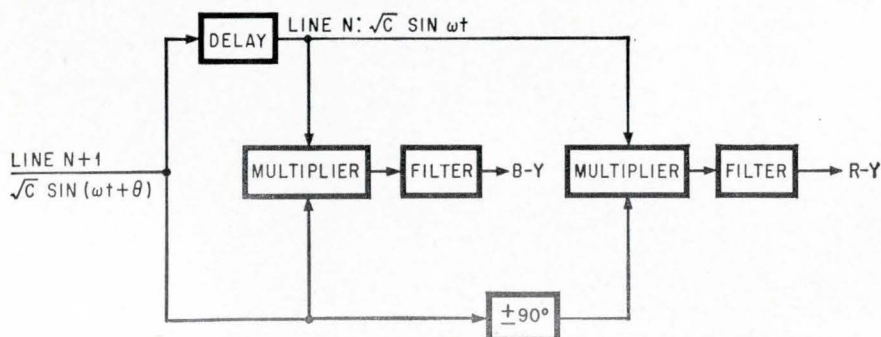 DELAY
LINE N: √C SIN ωt
LINE N+1
√C SIN (ωt+θ)
MULTIPLIER
FILTER
B-Y
MULTIPLIER
FILTER
R-Y
±90°